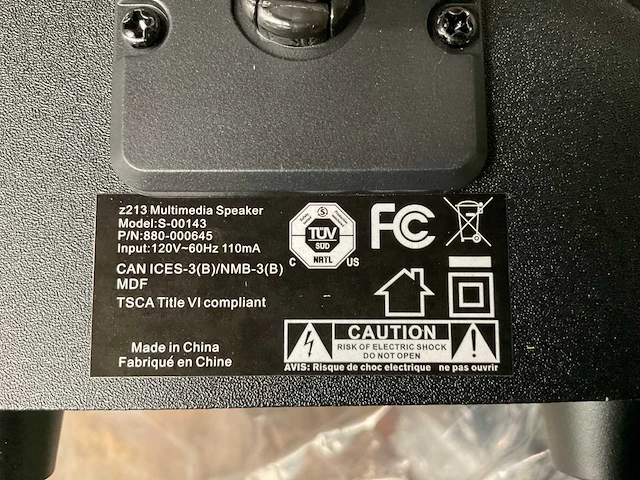 z213 Multimedia Speaker
Model:S-00143
P/N:880-000645
Input:120V~60Hz 110mA
CAN ICES-3(B)/NMB-3(B)
MDF
TSCA Title VI compliant
Made in China
Fabriqué en Chine
TÜV
SÜD
C NRTL US
FC
CAUTION
RISK OF ELECTRIC SHOCK
DO NOT OPEN
AVIS: Risque de choc electrique ne pas ouvrir